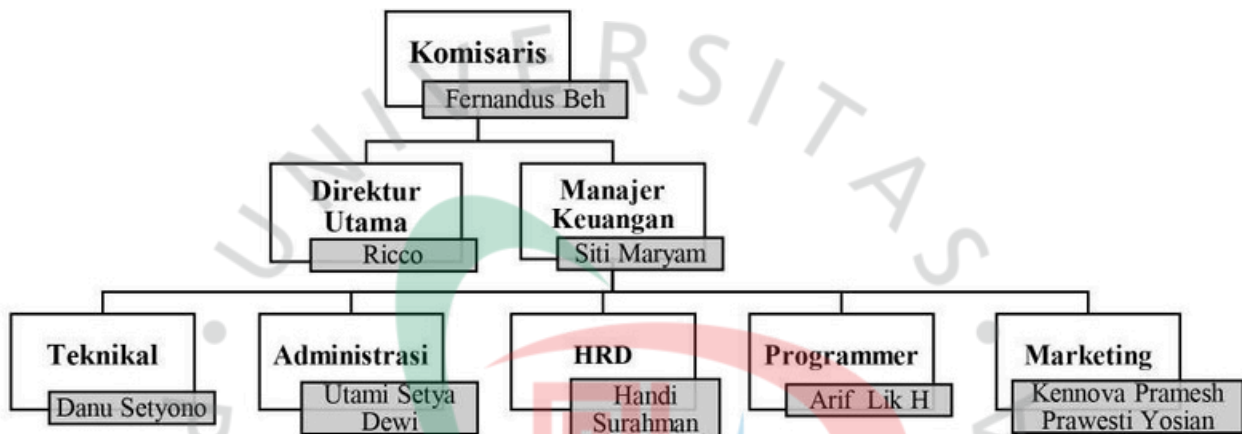 UNIVERSITAS
Komisaris
Fernandus Beh
Direktur
Utama
Ricco
Manajer
Keuangan
Siti Maryam
Teknikal
Danu Setyono
Administrasi
Utami Setya
Dewi
HRD
Handi
Surahman
Programmer
Arif Lik H
Marketing
Kennova Pramesh
Prawesti Yosian